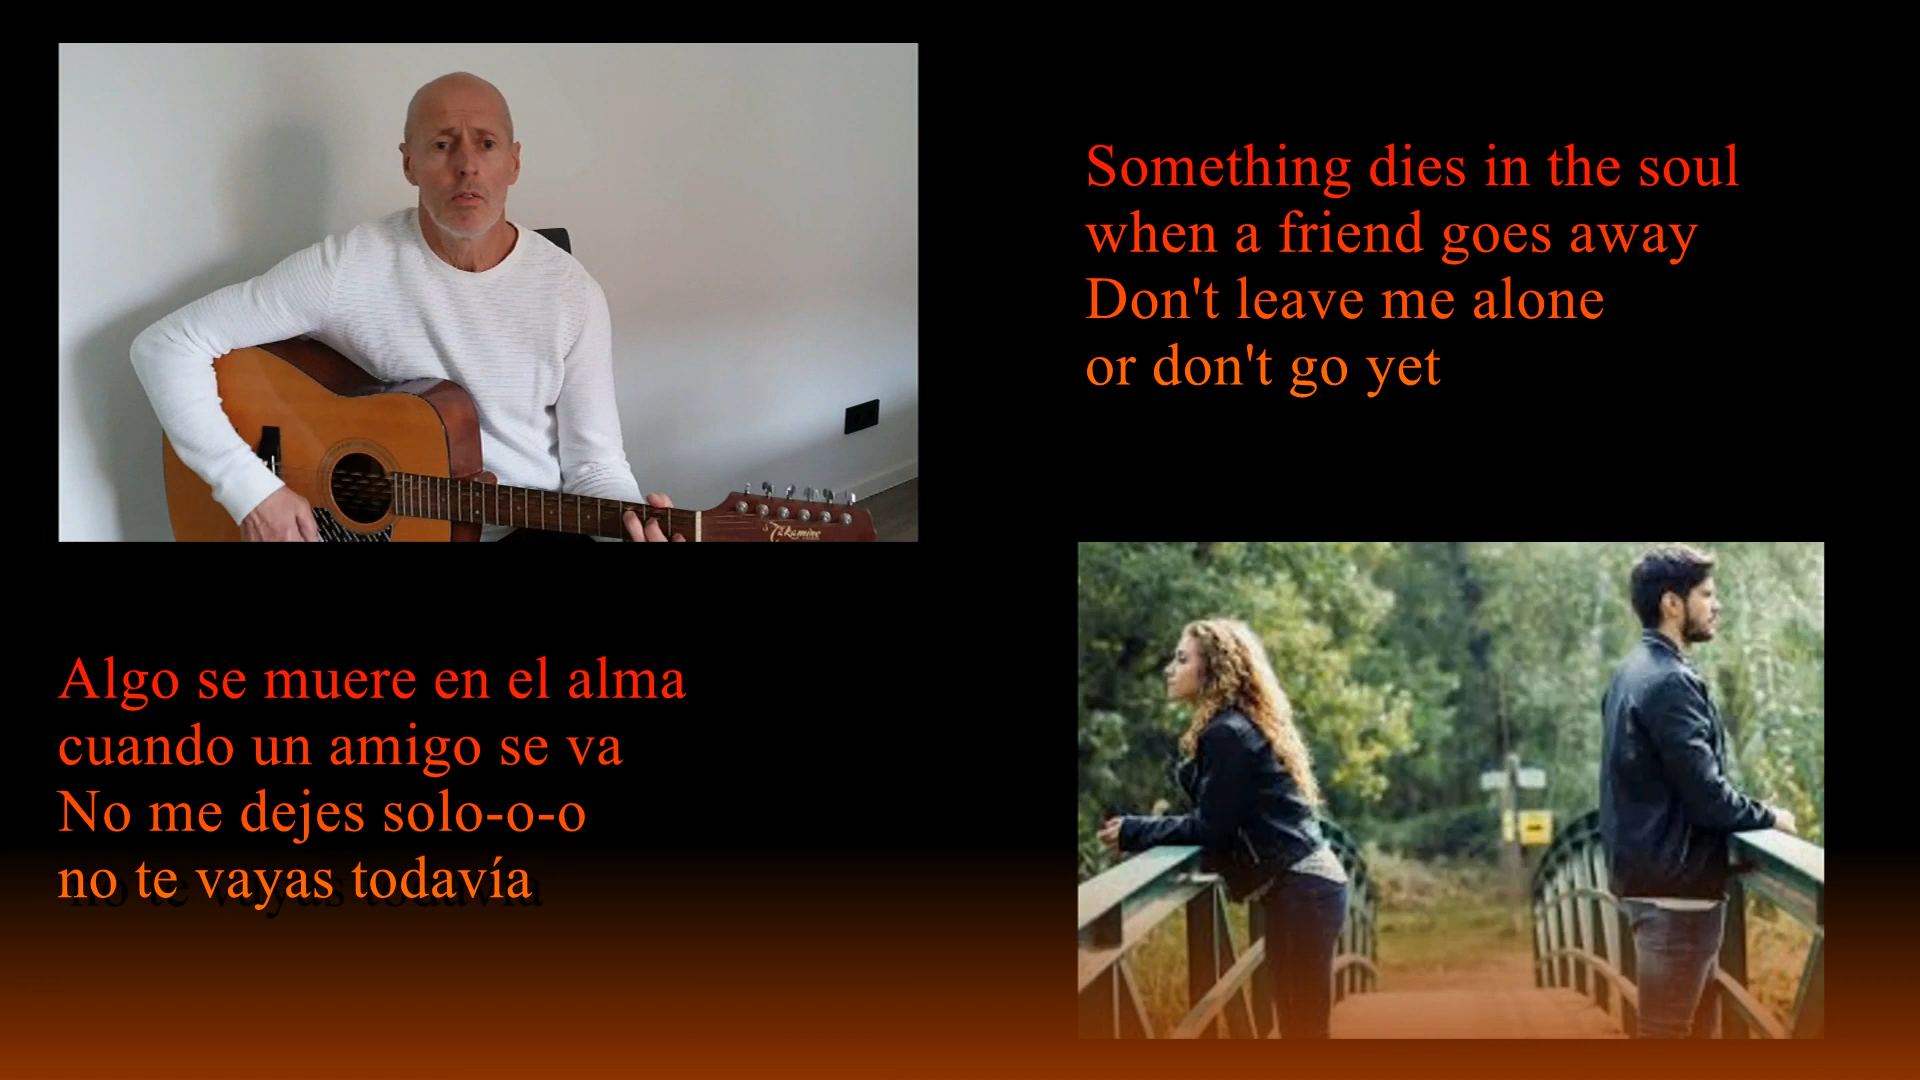 Something dies in the soul
when a friend goes away
Don't leave me alone
or don't go yet
Takamine
Algo se muere en el alma
cuando un amigo se va
No me dejes solo-o-o
no te vayas todavía